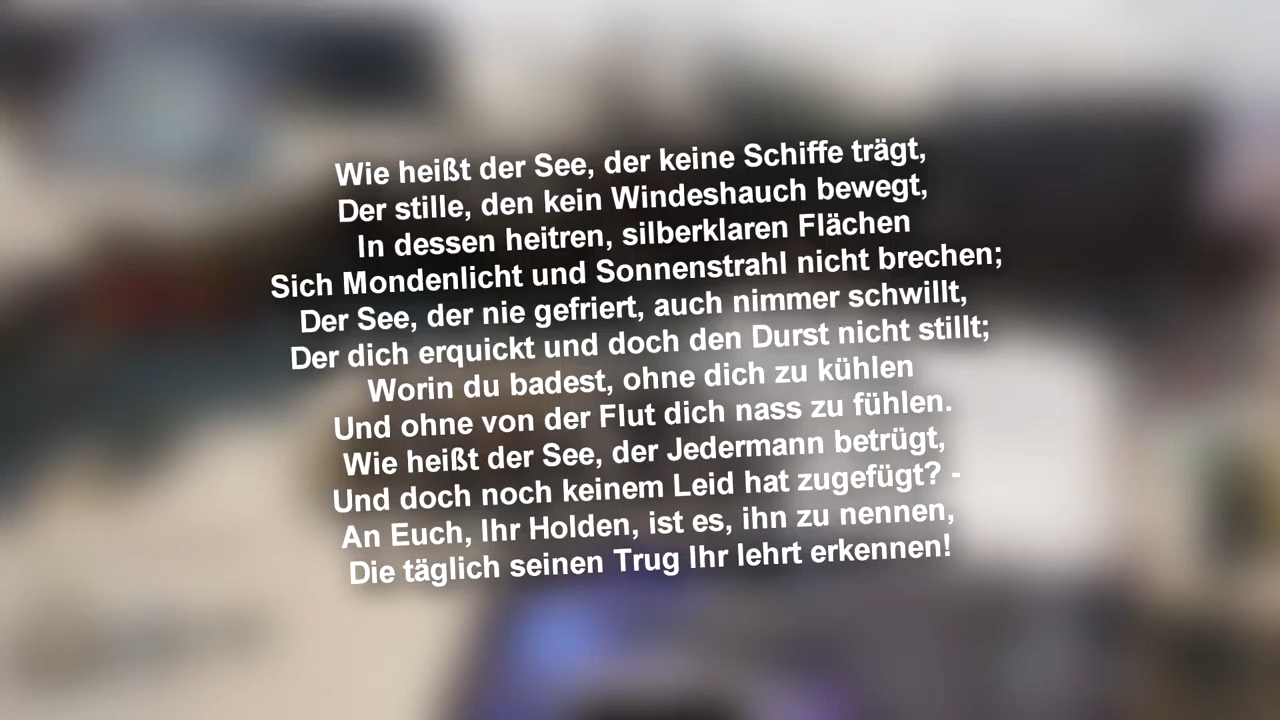 Wie heißt der See, der keine Schiffe trägt,
Der stille, den kein Windeshauch bewegt,
In dessen heitren, silberklaren Flächen
Sich Mondenlicht und Sonnenstrahl nicht brechen;
Der See, der nie gefriert, auch nimmer schwillt,
Der dich erquickt und doch den Durst nicht stillt;
Worin du badest, ohne dich zu kühlen
Und ohne von der Flut dich nass zu fühlen.
Wie heißt der See, der Jedermann betrügt,
Und doch noch keinem Leid hat zugefügt? -
An Euch, Ihr Holden, ist es, ihn zu nennen,
Die täglich seinen Trug Ihr lehrt erkennen!